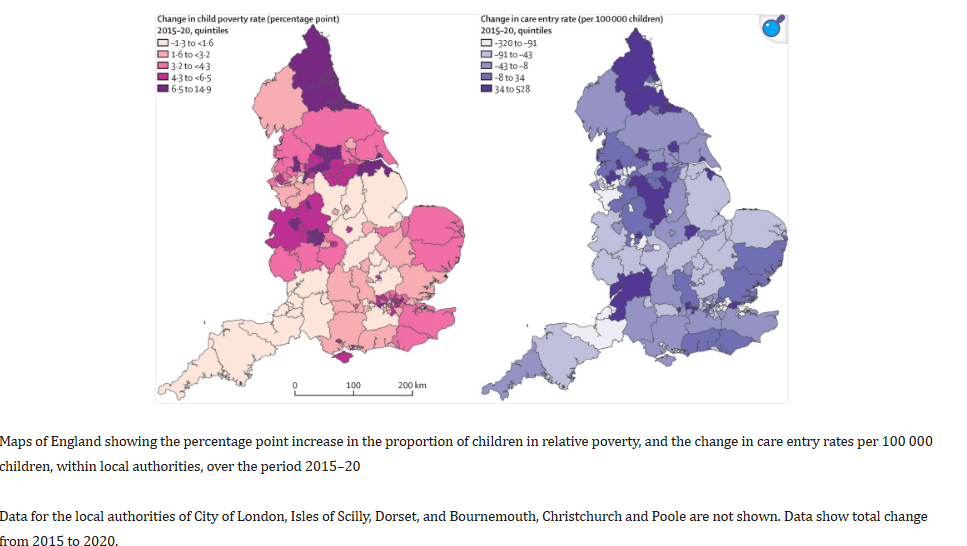 Change in child poverty rate (percentage point)
2015-20, quintiles
-1·3 to <1·6
1·6 to <3·2
3·2 to <4·3
4·3 to <6·5
6·5 to 14·9
0 100 200 km
Change in care entry rate (per 100 000 children)
2015-20, quintiles
-320 to -91
-91 to -43
-43 to -8
-8 to 34
34 to 528
Maps of England showing the percentage point increase in the proportion of children in relative poverty, and the change in care entry rates per 100 000
children, within local authorities, over the period 2015–20
Data for the local authorities of City of London, Isles of Scilly, Dorset, and Bournemouth, Christchurch and Poole are not shown. Data show total change
from 2015 to 2020.